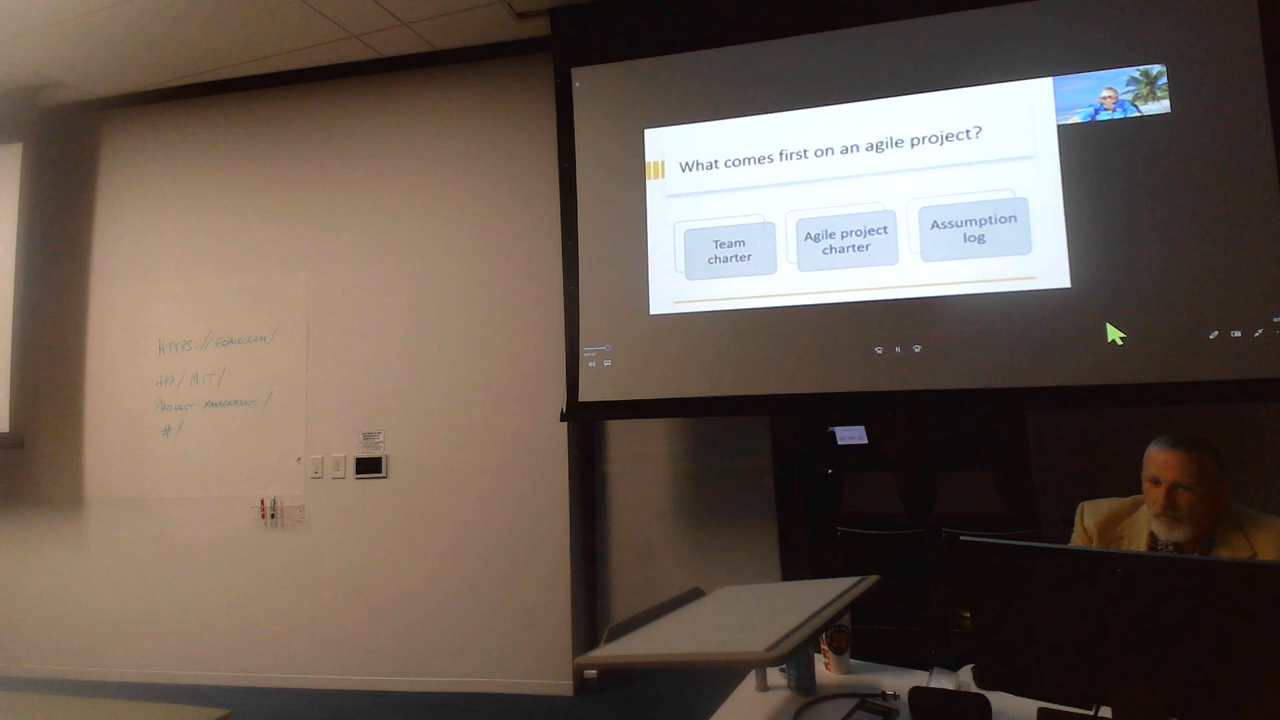 What comes first on an agile project?
Team
charter
Agile project
charter
Assumption
log
HTTPS://FORIO.COM/
APP/MIT/
PROJECT-MANAGEMENT/
#/